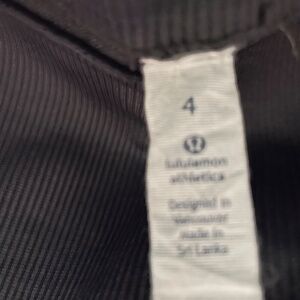 4
lululemon
athletica
Designed in
Vancouver
made in
Sri Lanka